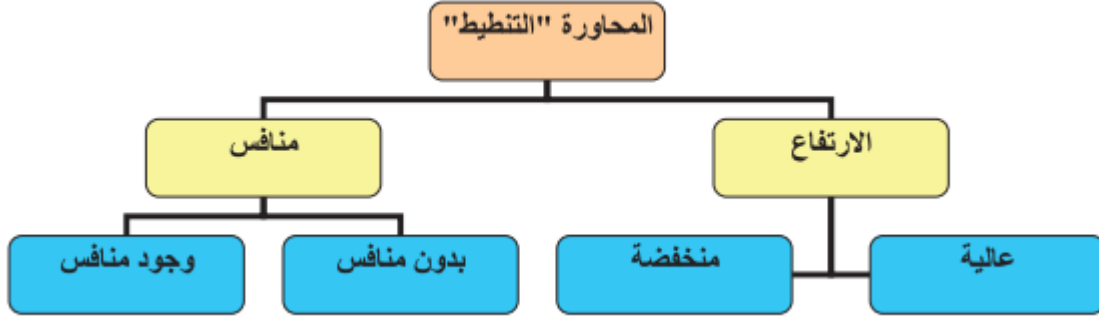 المحاورة "التنطيط"
الارتفاع
منافس
عالية
منخفضة
بدون منافس
وجود منافس